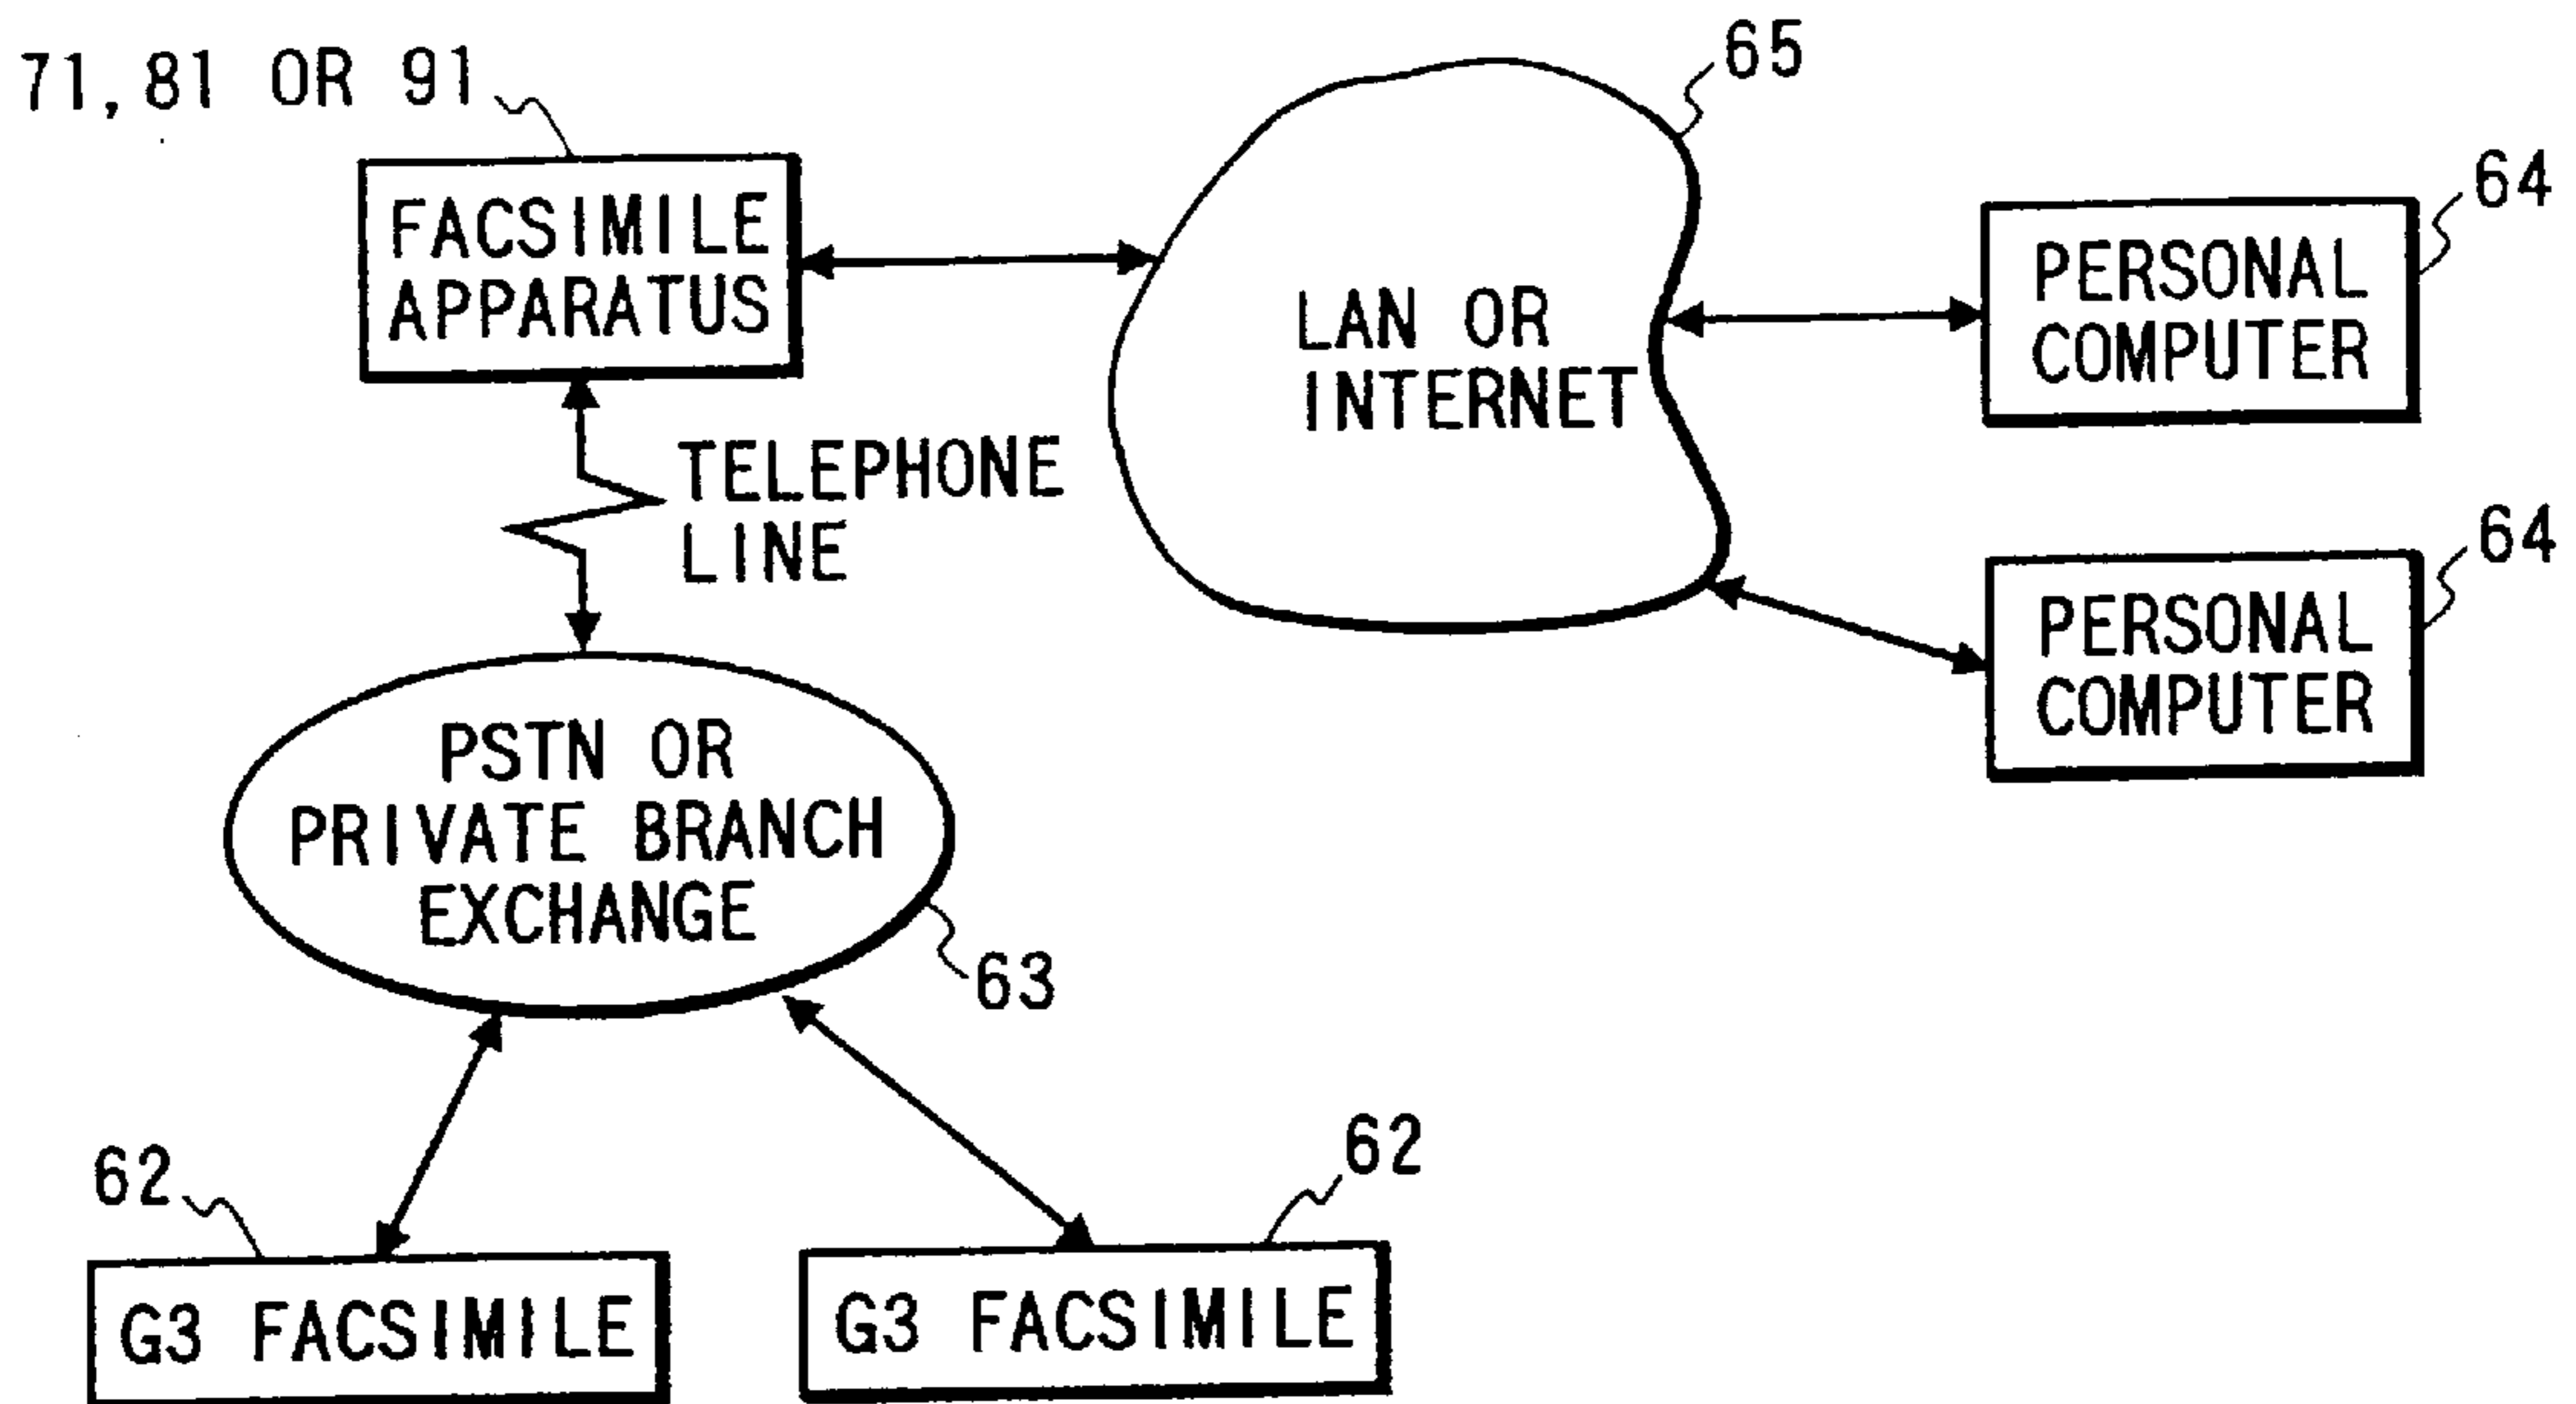 71, 81 OR 91
FACSIMILE
APPARATUS
65
LAN OR
INTERNET
64
PERSONAL
COMPUTER
TELEPHONE
LINE
64
PERSONAL
COMPUTER
PSTN OR
PRIVATE BRANCH
EXCHANGE
63
62
G3 FACSIMILE
62
G3 FACSIMILE